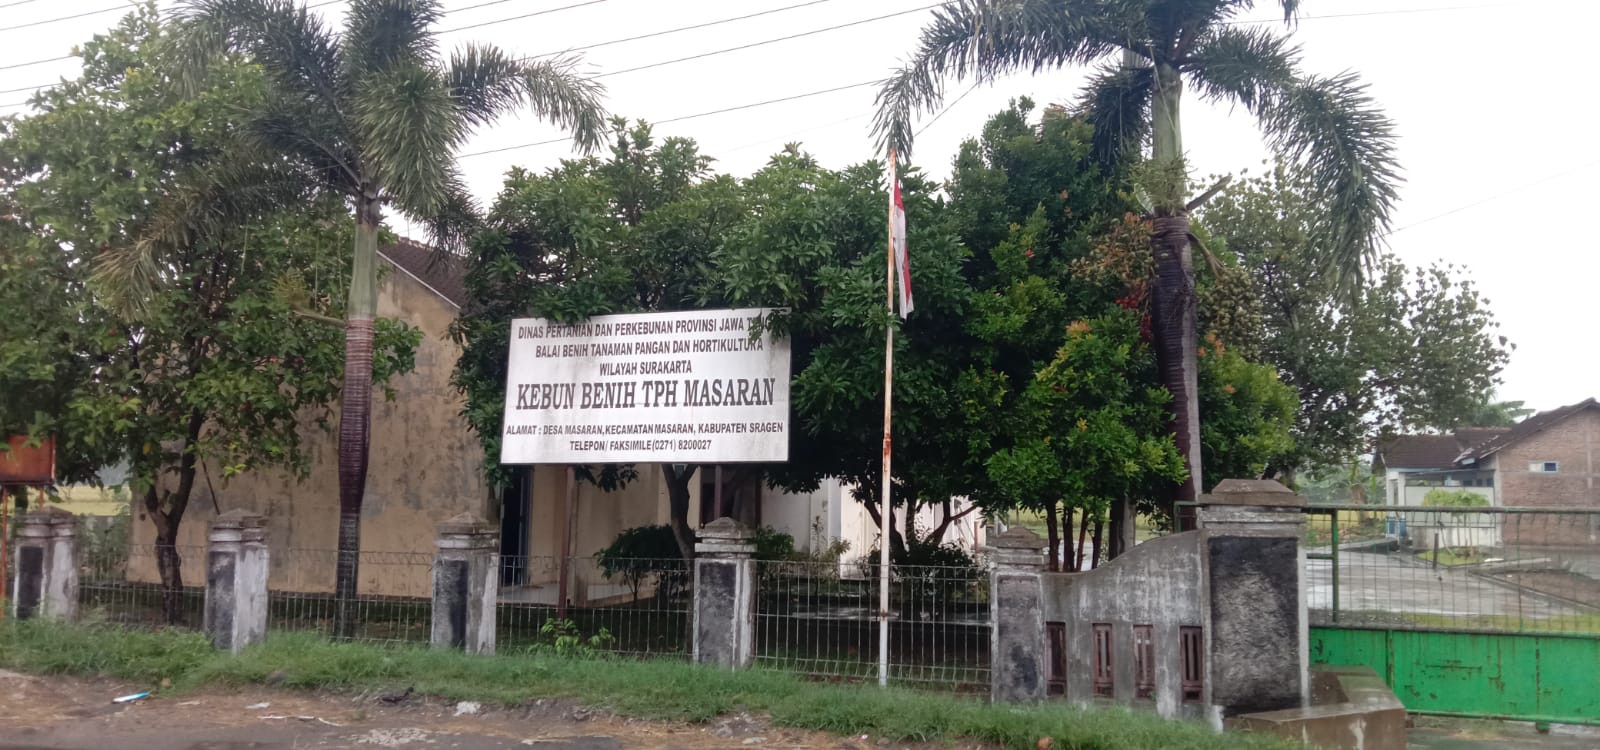 DINAS PERTANIAN DAN PERKEBUNAN PROVINSI JAWA
BALAI BENIH TANAMAN PANGAN DAN HORTIKULTURA
WILAYAH SURAKARTA
KEBUN BENIH TPH MASARAN
ALAMAT : DESA MASARAN, KECAMATAN MASARAN, KABUPATEN SRAGEN
TELEPON / FAKSIMILE (0271) 8200027